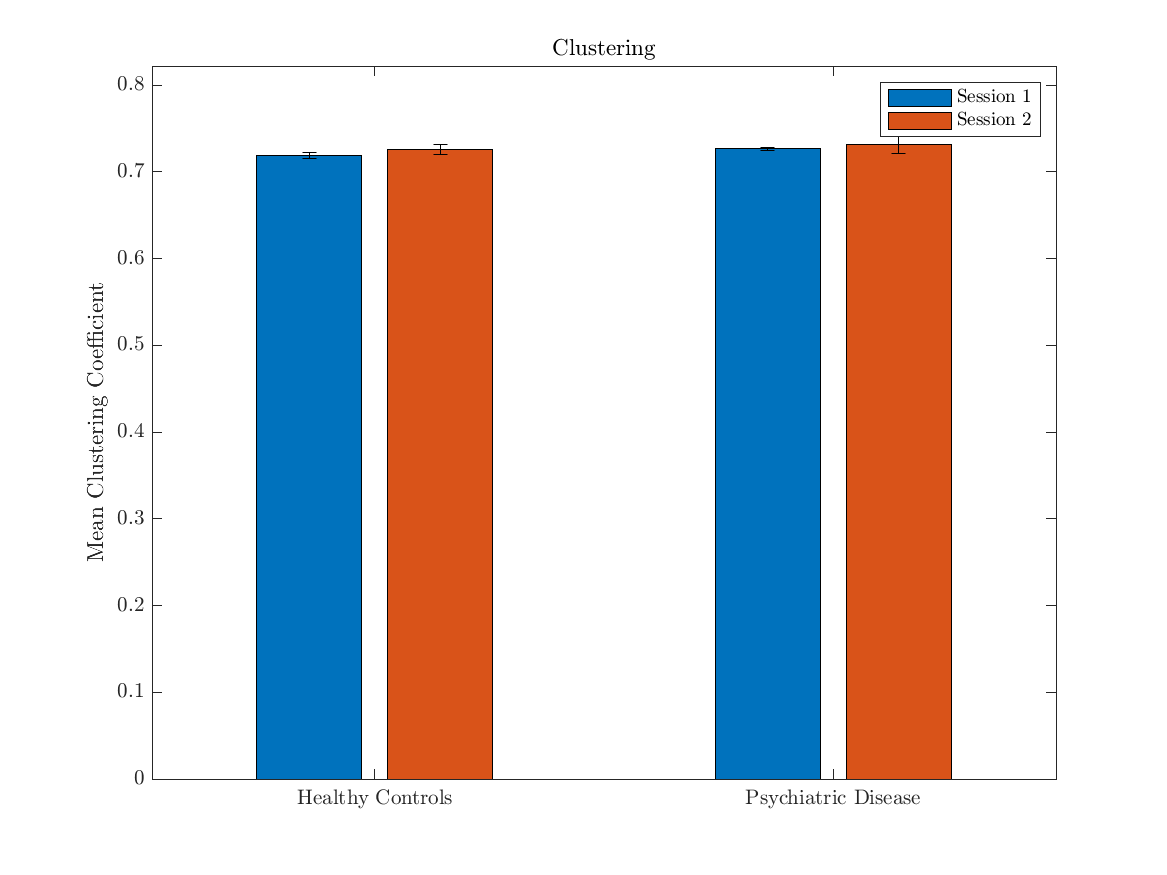 Clustering
Session 1
Session 2
Mean Clustering Coefficient
0.8
0.7
0.6
0.5
0.4
0.3
0.2
0.1
0
Healthy Controls
Psychiatric Disease